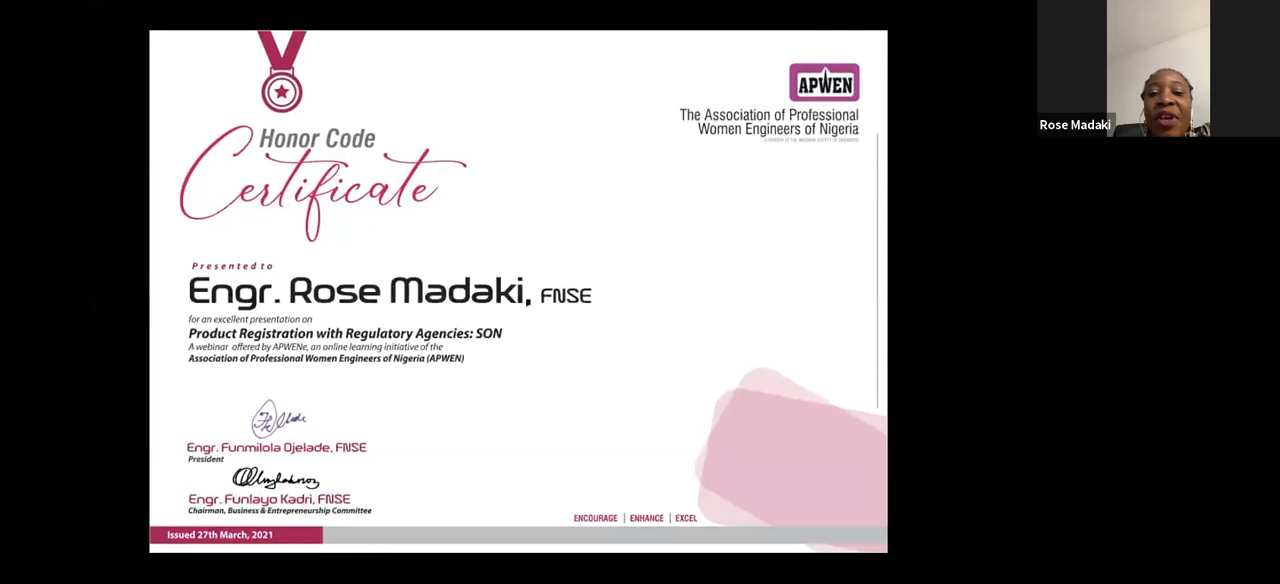 Honor Code
Certificate
APWEN
The Association of Professional
Women Engineers of Nigeria
Presented to
Engr. Rose Madaki, FNSE
for an excellent presentation on
Product Registration with Regulatory Agencies: SON
A webinar offered by APWENe, an online learning initiative of the
Association of Professional Women Engineers of Nigeria (APWEN)
Engr. Funmilola Ojelade, FNSE
President
Engr. Funlayo Kadri, FNSE
Chairman, Business & Entrepreneurship Committee
ENCOURAGE | ENHANCE | EXCEL
Issued 27th March, 2021
Rose Madaki